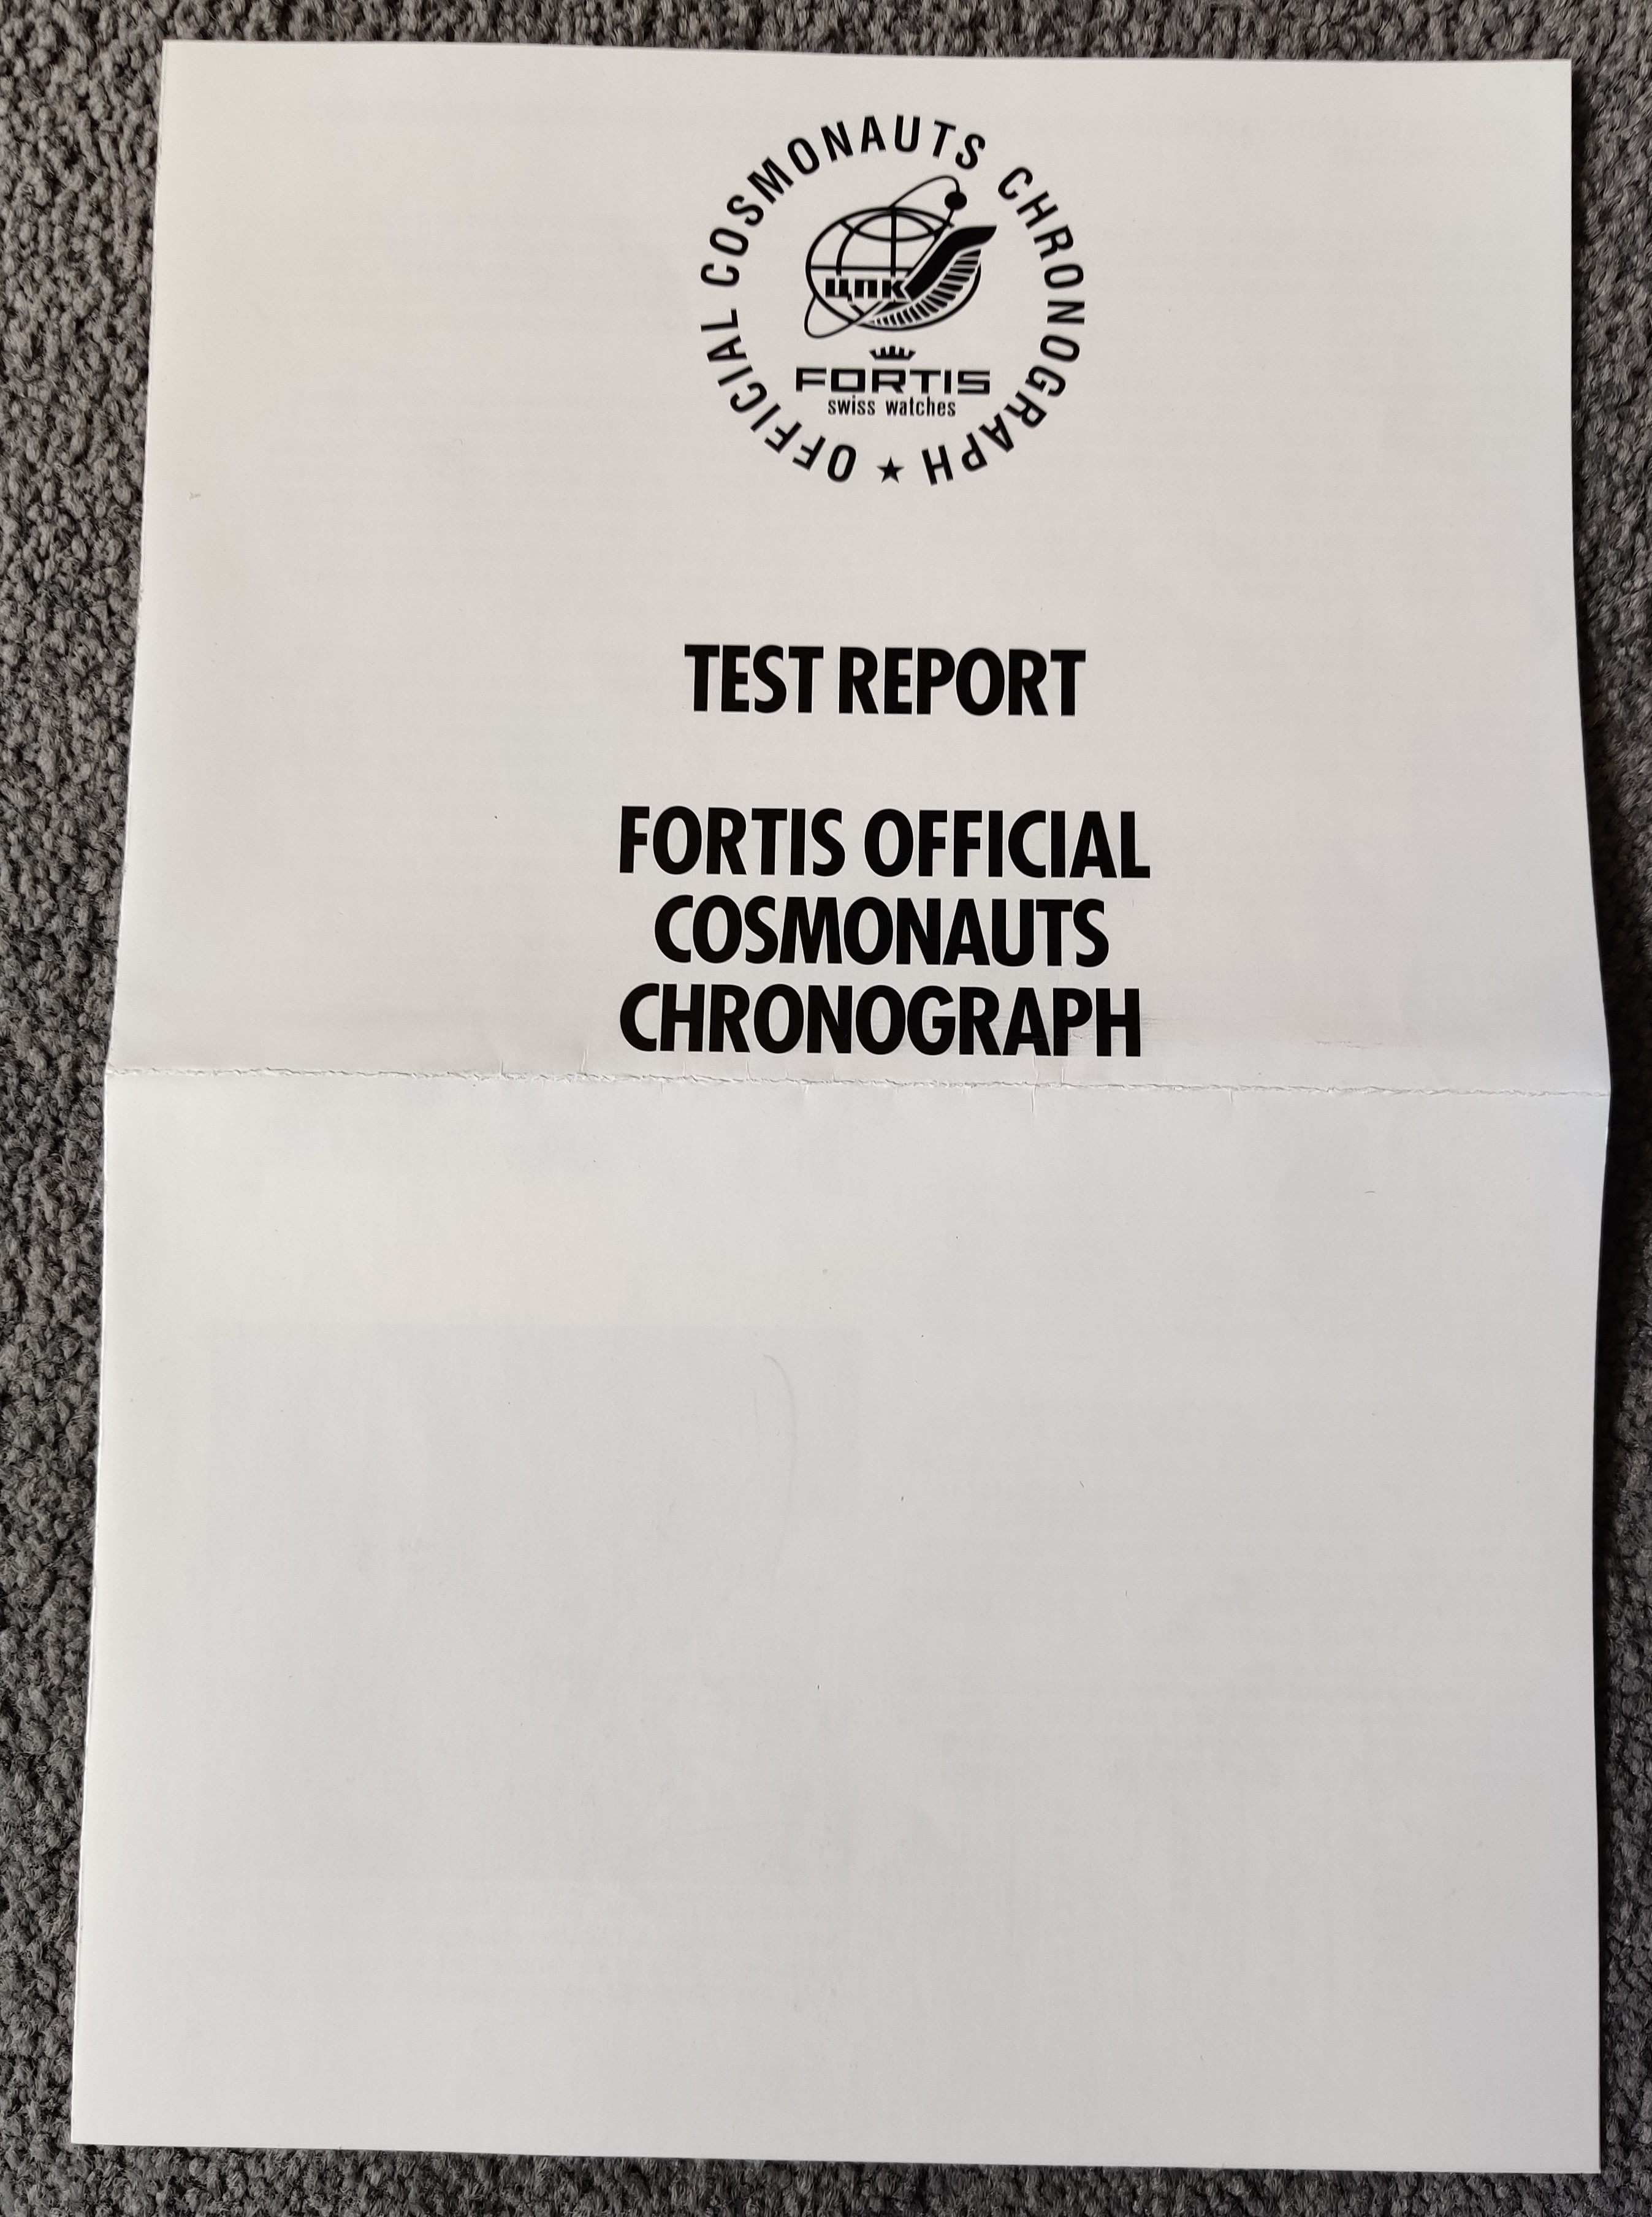 OFFICIAL COSMONAUTS CHRONOGRAPH ★
ЦПК
FORTIS
swiss watches
TEST REPORT
FORTIS OFFICIAL
COSMONAUTS
CHRONOGRAPH